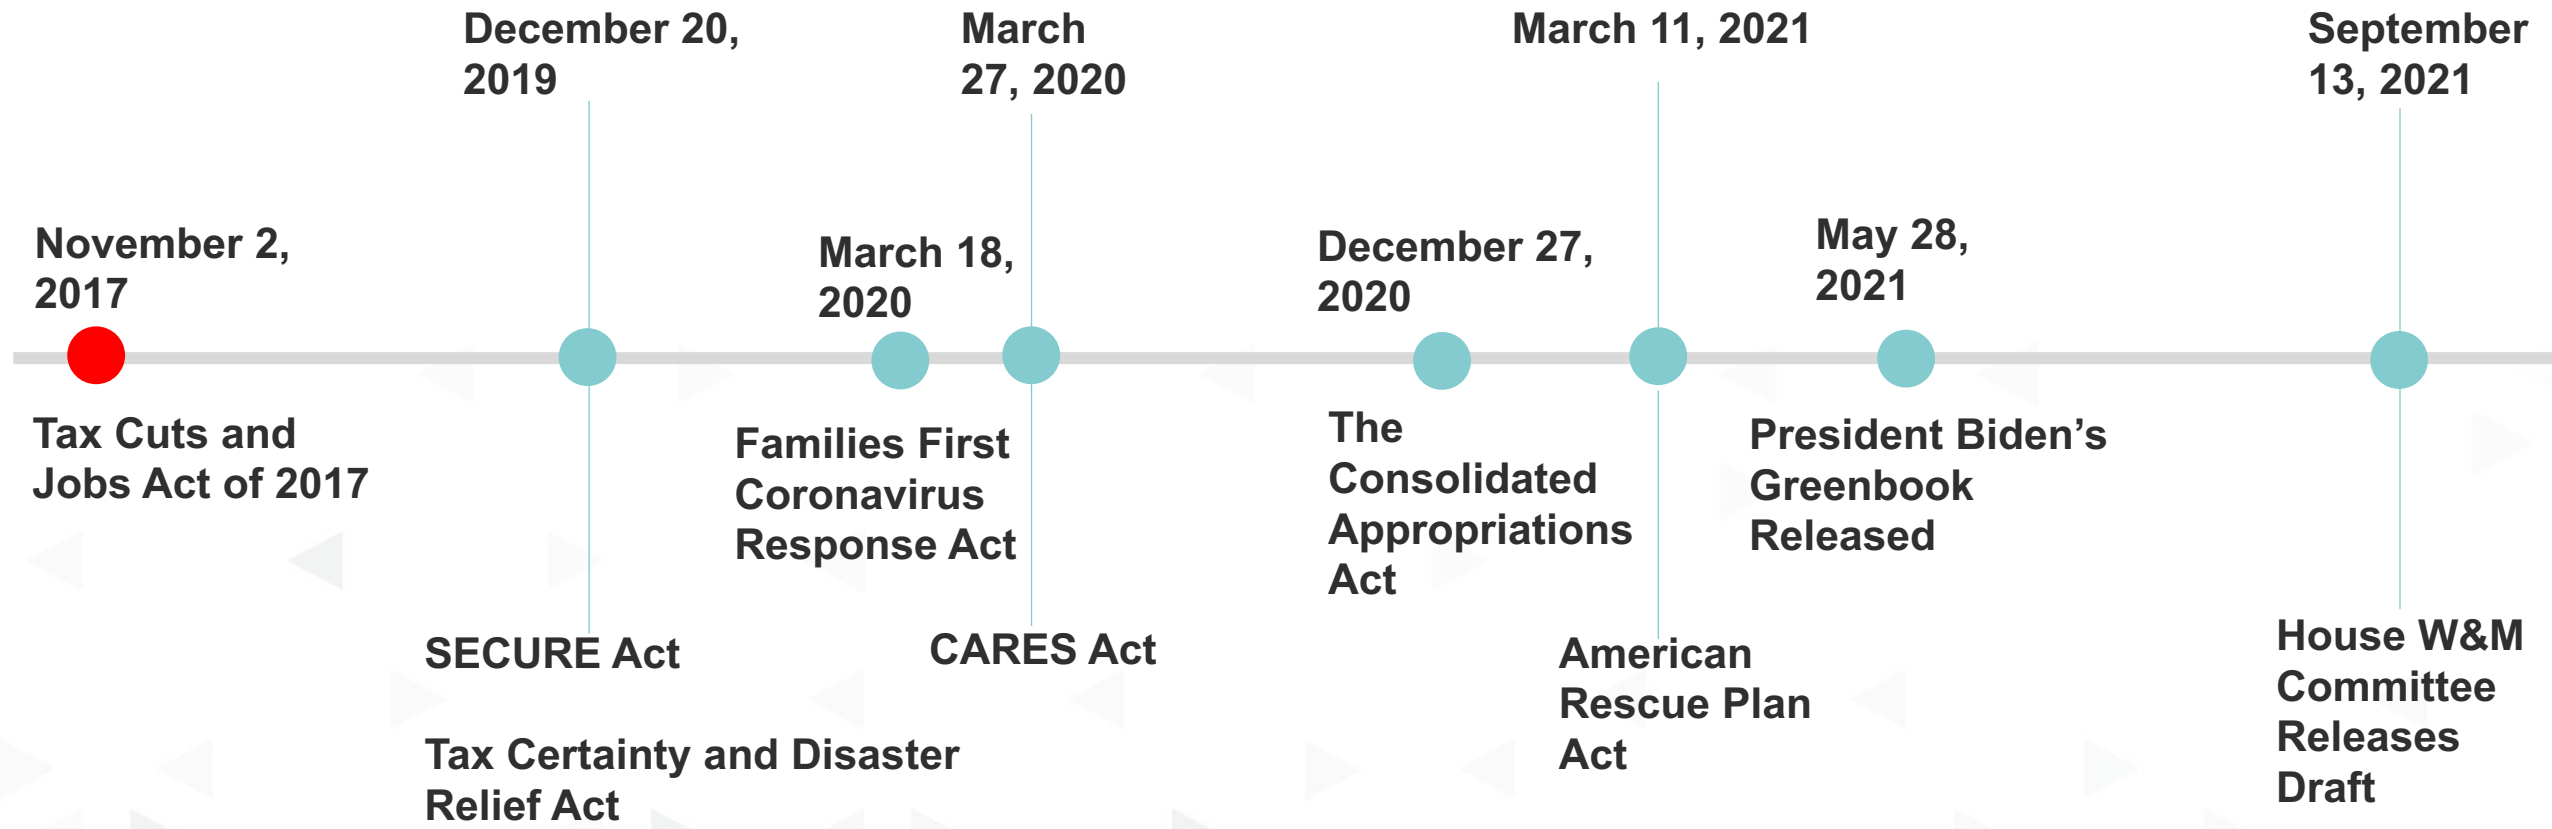 November 2,
2017
Tax Cuts and
Jobs Act of 2017
December 20,
2019
SECURE Act
Tax Certainty and Disaster
Relief Act
March 18,
2020
Families First
Coronavirus
Response Act
March
27, 2020
CARES Act
December 27,
2020
The
Consolidated
Appropriations
Act
March 11, 2021
American
Rescue Plan
Act
May 28,
2021
President Biden’s
Greenbook
Released
September
13, 2021
House W&M
Committee
Releases
Draft